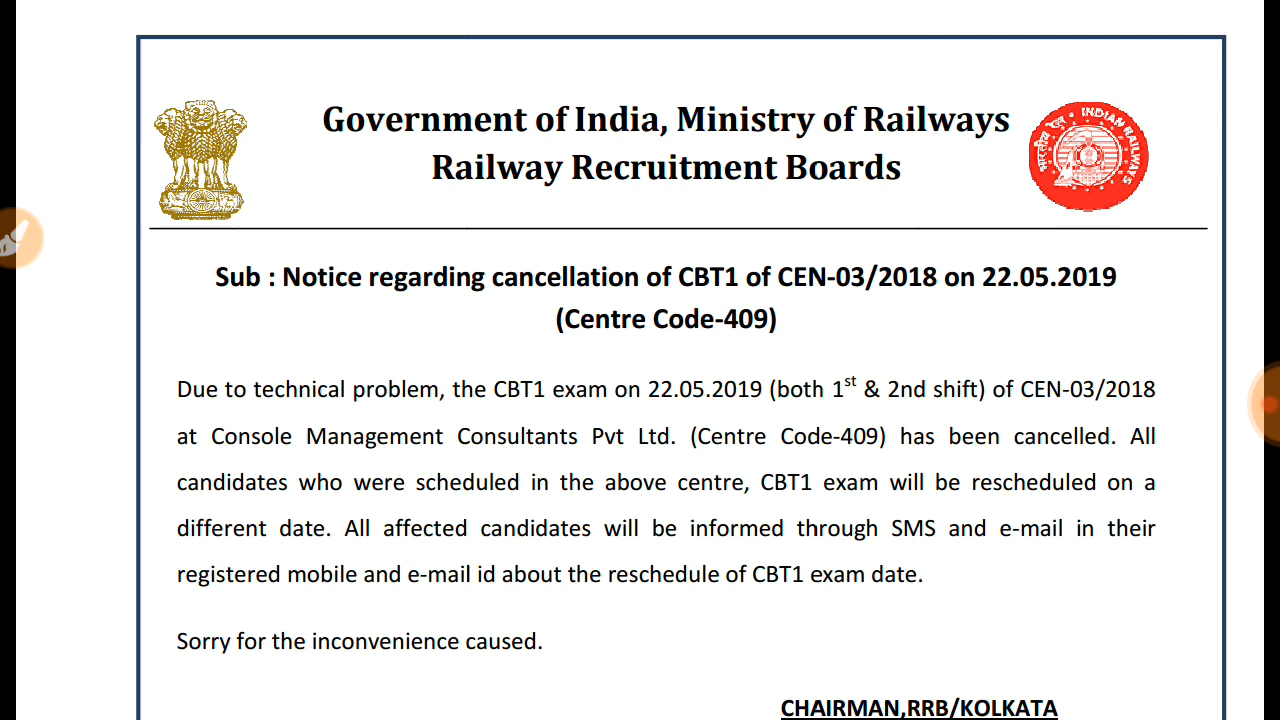 Government of India, Ministry of Railways
Railway Recruitment Boards
भारतीय रेल • INDIAN RAILWAYS
Sub : Notice regarding cancellation of CBT1 of CEN-03/2018 on 22.05.2019
(Centre Code-409)
Due to technical problem, the CBT1 exam on 22.05.2019 (both 1st & 2nd shift) of CEN-03/2018
at Console Management Consultants Pvt Ltd. (Centre Code-409) has been cancelled. All
candidates who were scheduled in the above centre, CBT1 exam will be rescheduled on a
different date. All affected candidates will be informed through SMS and e-mail in their
registered mobile and e-mail id about the reschedule of CBT1 exam date.
Sorry for the inconvenience caused.
CHAIRMAN,RRB/KOLKATA